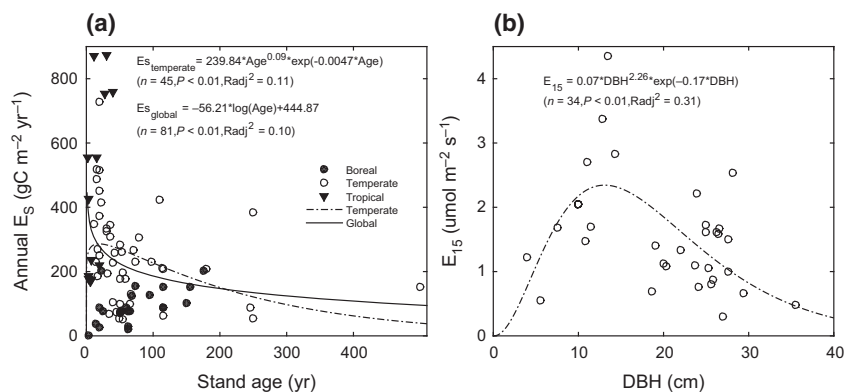 (a)
Es_temperate = 239.84*Age^0.09*exp(-0.0047*Age)
(n = 45,P < 0.01,Radj^2 = 0.11)
Es_global = –56.21*log(Age)+444.87
(n = 81,P < 0.01,Radj^2 = 0.10)
Boreal
Temperate
Tropical
Temperate
Global
Annual E_S (gC m^–2 yr^–1)
800
600
400
200
0
0 100 200 300 400
Stand age (yr)
(b)
E_15 = 0.07*DBH^2.26*exp(–0.17*DBH)
(n = 34,P < 0.01,Radj^2 = 0.31)
E_15 (umol m^–2 s^–1)
5
4
3
2
1
0
0 10 20 30 40
DBH (cm)